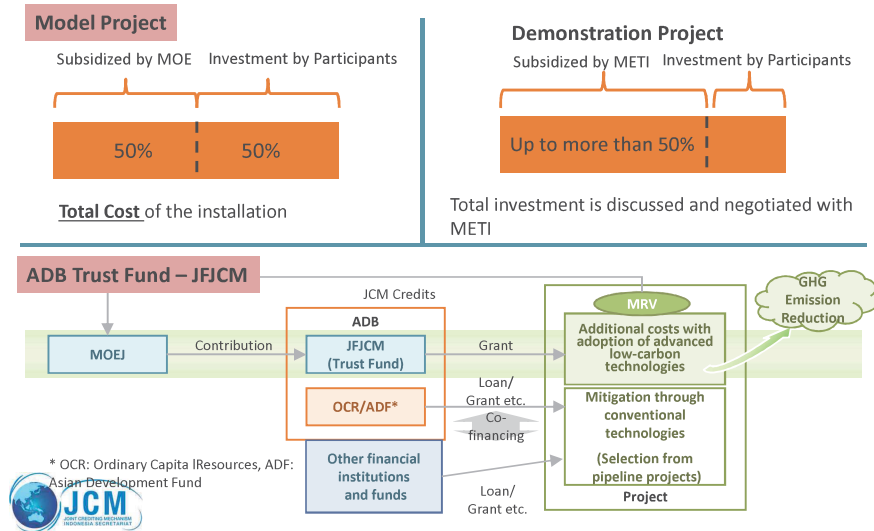 Model Project
Subsidized by MOE
Investment by Participants
50%
50%
Total Cost of the installation
Demonstration Project
Subsidized by METI
Investment by Participants
Up to more than 50%
Total investment is discussed and negotiated with
METI
ADB Trust Fund – JFJCM
JCM Credits
MRV
GHG
Emission
Reduction
ADB
MOEJ
Contribution
JFJCM
(Trust Fund)
Grant
Additional costs with
adoption of advanced
low-carbon
technologies
OCR/ADF*
Loan/
Grant etc.
Co-
financing
Mitigation through
conventional
technologies
(Selection from
pipeline projects)
Project
Other financial
institutions
and funds
Loan/
Grant etc.
* OCR: Ordinary Capita lResources, ADF:
Asian Development Fund
JCM
JOINT CREDITING MECHANISM
INDONESIA SECRETARIAT